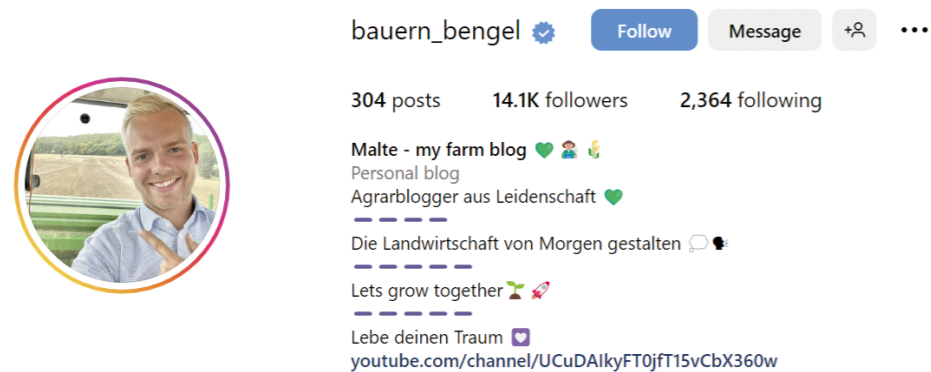 bauern_bengel Follow Message
304 posts 14.1K followers 2,364 following
Malte - my farm blog 💚 👩‍🌾 🌾
Personal blog
Agrarblogger aus Leidenschaft 💚
Die Landwirtschaft von Morgen gestalten 💭 🗣
Lets grow together 🌱 🚀
Lebe deinen Traum 💟
youtube.com/channel/UCuDAIkyFT0jfT15vCbX360w